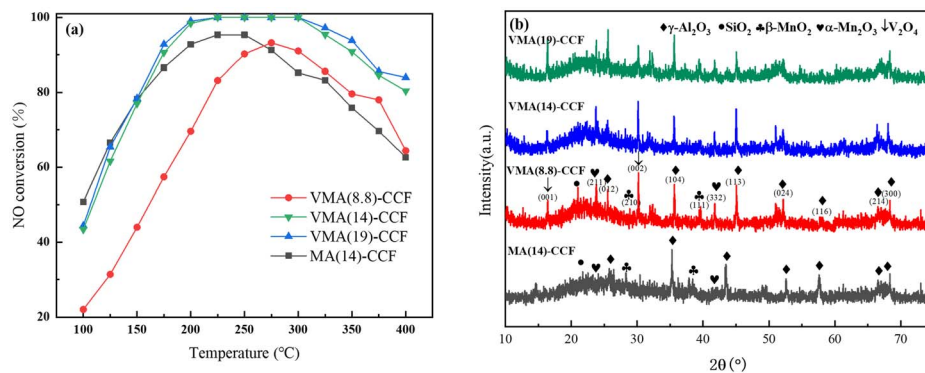 (a)
NO conversion (%)
100
80
60
40
20
VMA(8.8)-CCF
VMA(14)-CCF
VMA(19)-CCF
MA(14)-CCF
100 150 200 250 300 350 400
Temperature (℃)
(b)
♦γ-Al₂O₃ ●SiO₂ ♣β-MnO₂ ♥α-Mn₂O₃ ↓V₂O₄
Intensity(a.u.)
VMA(19)-CCF
VMA(14)-CCF
VMA(8.8)-CCF
(001) (211) (012) (210) (002) (104) (111) (332) (113) (024) (116) (214) (300)
MA(14)-CCF
10 20 30 40 50 60 70
2θ(°)